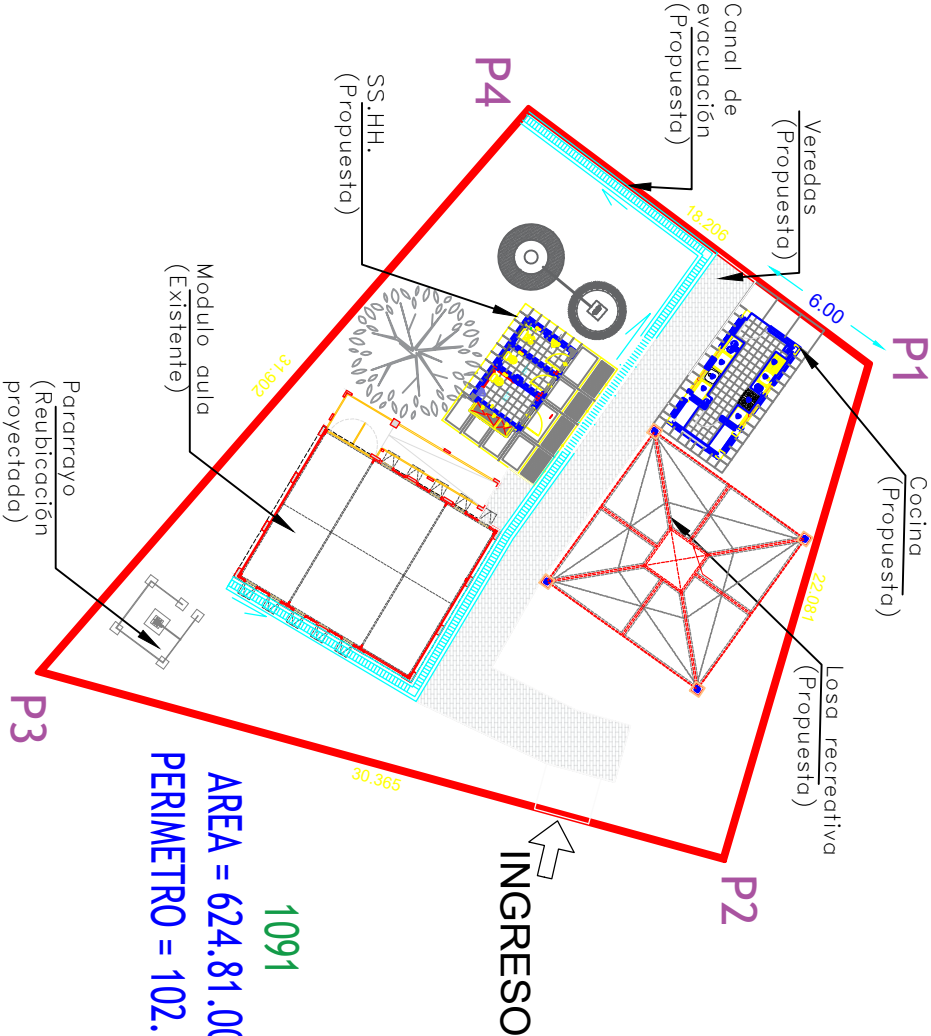 P1
P2
P3
P4
Canal de
evacuación
(Propuesta)
Veredas
(Propuesta)
SS.HH.
(Propuesta)
Modulo aula
(Existente)
Pararrayo
(Reubicación
proyectada)
Cocina
(Propuesta)
Losa recreativa
(Propuesta)
18.206
6.00
22.081
31.902
30.365
INGRESO
1091
AREA = 624.81.00
PERIMETRO = 102.